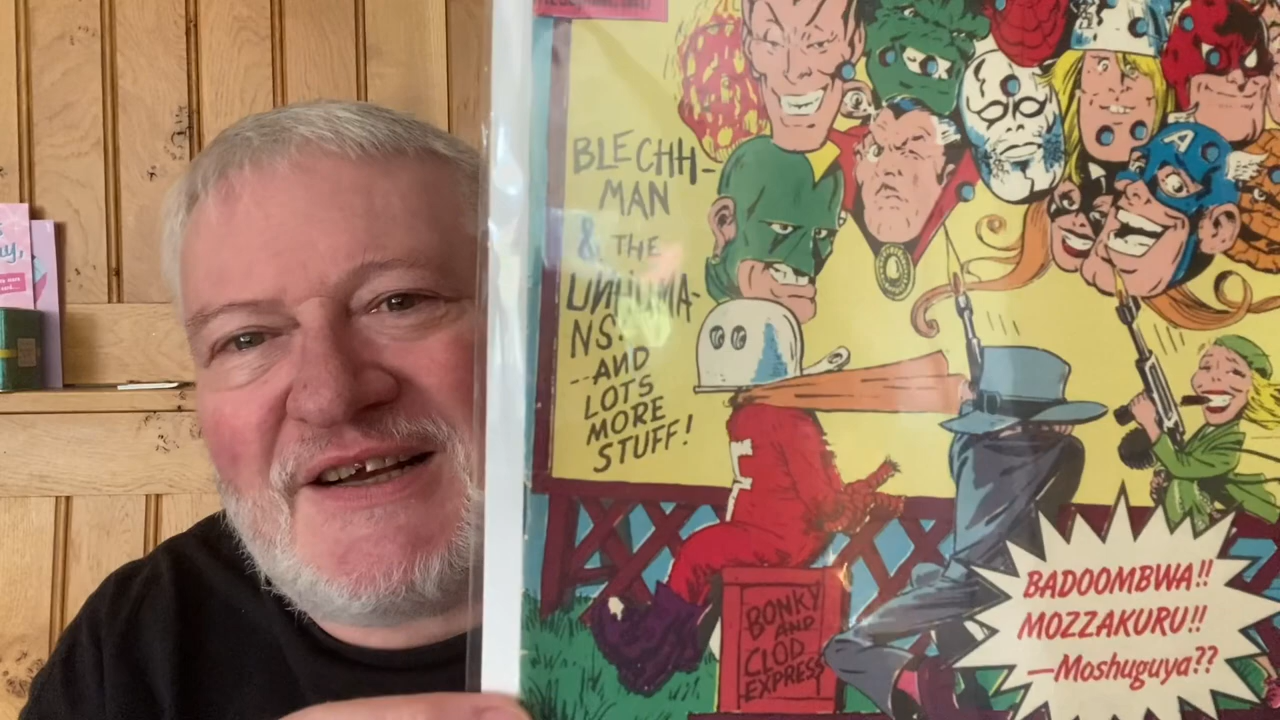 BLECHH-
MAN
& THE
UNHUMA-
NS!
--AND
LOTS
MORE
STUFF!
A
BONKY
AND
CLOD
EXPRESS
BADOOMBWA!!
MOZZAKURU!!
—Moshuguya??